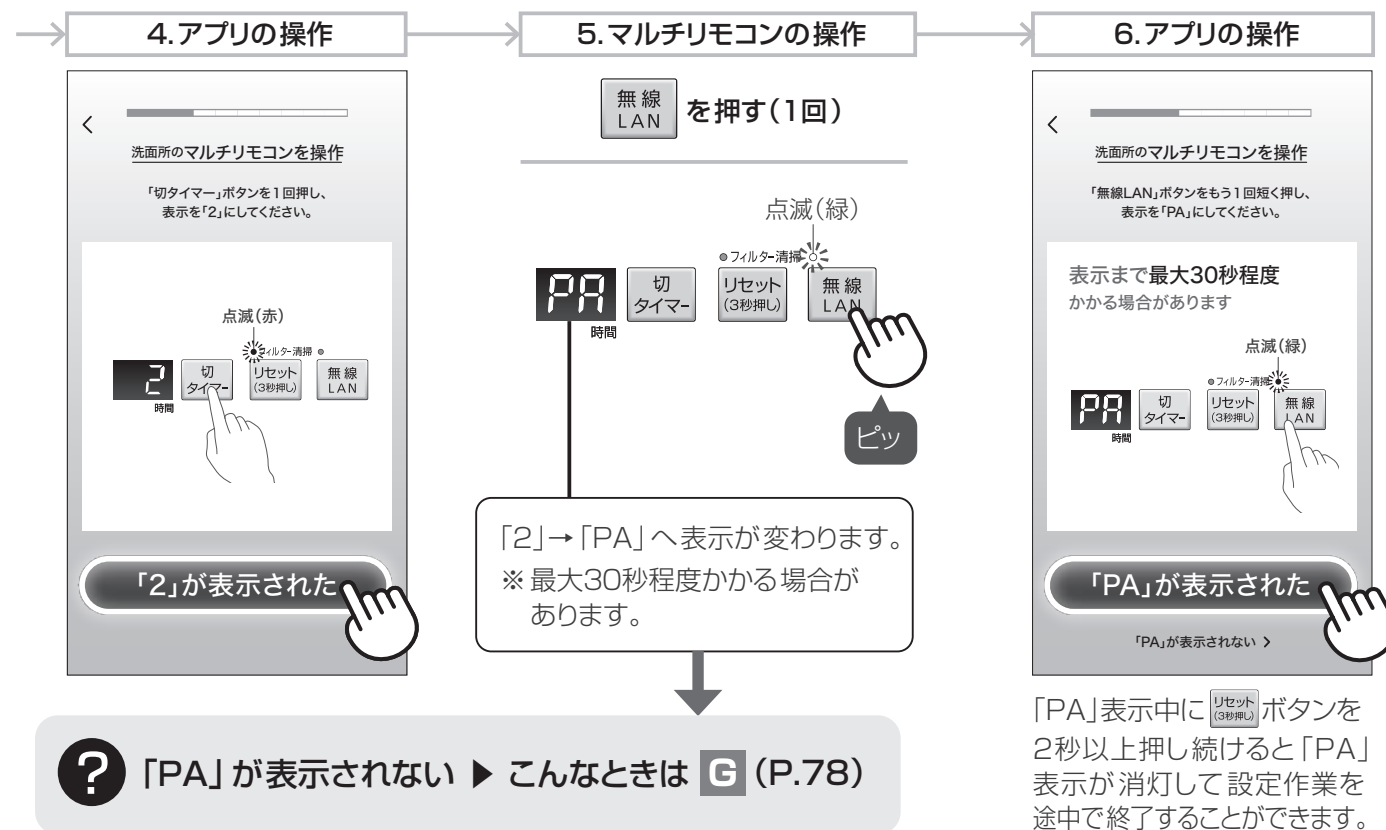 4.アプリの操作
洗面所のマルチリモコンを操作
「切タイマー」ボタンを1回押し、
表示を「2」にしてください。
点滅(赤)
フィルター清掃
2
時間
切
タイマー
リセット
(3秒押し)
無線
LAN
「2」が表示された
5.マルチリモコンの操作
無線
LAN
を押す(1回)
点滅(緑)
フィルター清掃
PA
時間
切
タイマー
リセット
(3秒押し)
無線
LAN
ピッ
「2」→「PA」へ表示が変わります。
※最大30秒程度かかる場合が
あります。
? 「PA」が表示されない ▶ こんなときは G (P.78)
6.アプリの操作
洗面所のマルチリモコンを操作
「無線LAN」ボタンをもう1回短く押し、
表示を「PA」にしてください。
表示まで最大30秒程度
かかる場合があります
点滅(緑)
フィルター清掃
PA
時間
切
タイマー
リセット
(3秒押し)
無線
LAN
「PA」が表示された
「PA」が表示されない >
「PA」表示中に リセット (3秒押し) ボタンを
2秒以上押し続けると「PA」
表示が消灯して設定作業を
途中で終了することができます。